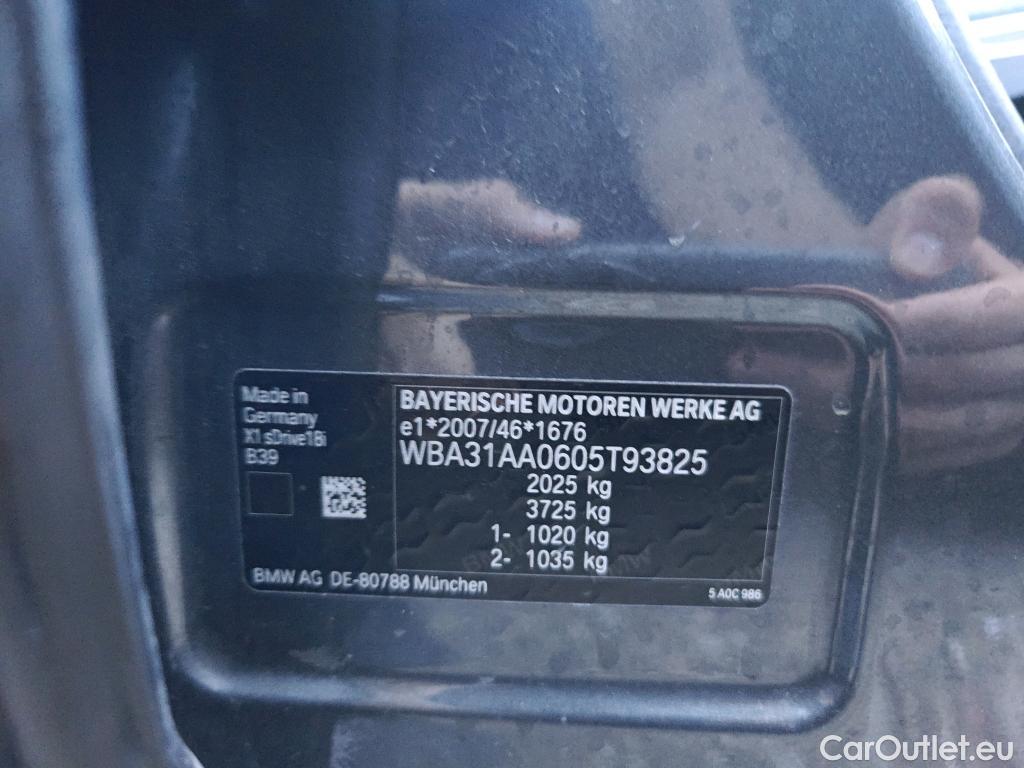 Made in
Germany
X1 sDrive18i
B39
BAYERISCHE MOTOREN WERKE AG
e1*2007/46*1676
WBA31AA0605T93825
2025 kg
3725 kg
1- 1020 kg
2- 1035 kg
BMW AG DE-80788 München
5 A0C 986
CarOutlet.eu